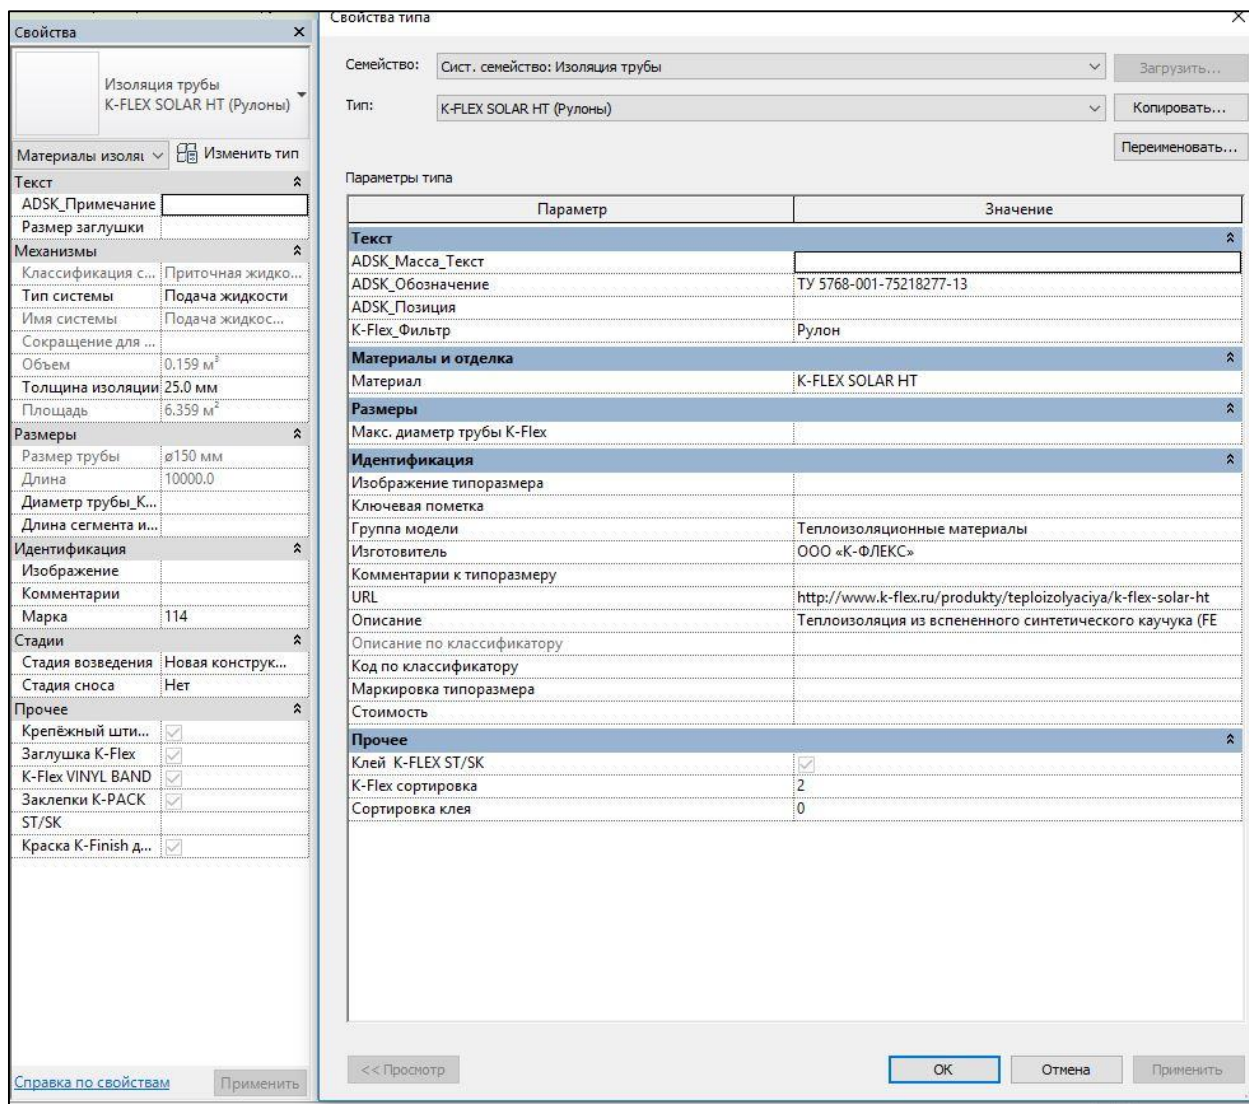 Свойства
Изоляция трубы
K-FLEX SOLAR HT (Рулоны)
Материалы изоляц
Изменить тип
Текст
ADSK_Примечание
Размер заглушки
Механизмы
Классификация с... Приточная жидко...
Тип системы Подача жидкости
Имя системы Подача жидкос...
Сокращение для ...
Объем 0.159 м³
Толщина изоляции 25.0 мм
Площадь 6.359 м²
Размеры
Размер трубы ø150 мм
Длина 10000.0
Диаметр трубы_К...
Длина сегмента и...
Идентификация
Изображение
Комментарии
Марка 114
Стадии
Стадия возведения Новая конструк...
Стадия сноса Нет
Прочее
Крепёжный шти...
Заглушка K-Flex
K-Flex VINYL BAND
Заклепки K-PACK
ST/SK
Краска K-Finish д...
Справка по свойствам
Применить
Свойства типа
Семейство: Сист. семейство: Изоляция трубы Загрузить...
Тип: K-FLEX SOLAR HT (Рулоны) Копировать...
Переименовать...
Параметры типа
Параметр Значение
Текст
ADSK_Масса_Текст
ADSK_Обозначение ТУ 5768-001-75218277-13
ADSK_Позиция
K-Flex_Фильтр Рулон
Материалы и отделка
Материал K-FLEX SOLAR HT
Размеры
Макс. диаметр трубы K-Flex
Идентификация
Изображение типоразмера
Ключевая пометка
Группа модели Теплоизоляционные материалы
Изготовитель ООО «К-ФЛЕКС»
Комментарии к типоразмеру
URL http://www.k-flex.ru/produkty/teploizolyaciya/k-flex-solar-ht
Описание Теплоизоляция из вспененного синтетического каучука (FE
Описание по классификатору
Код по классификатору
Маркировка типоразмера
Стоимость
Прочее
Клей K-FLEX ST/SK
K-Flex сортировка 2
Сортировка клея 0
<< Просмотр
OK
Отмена
Применить